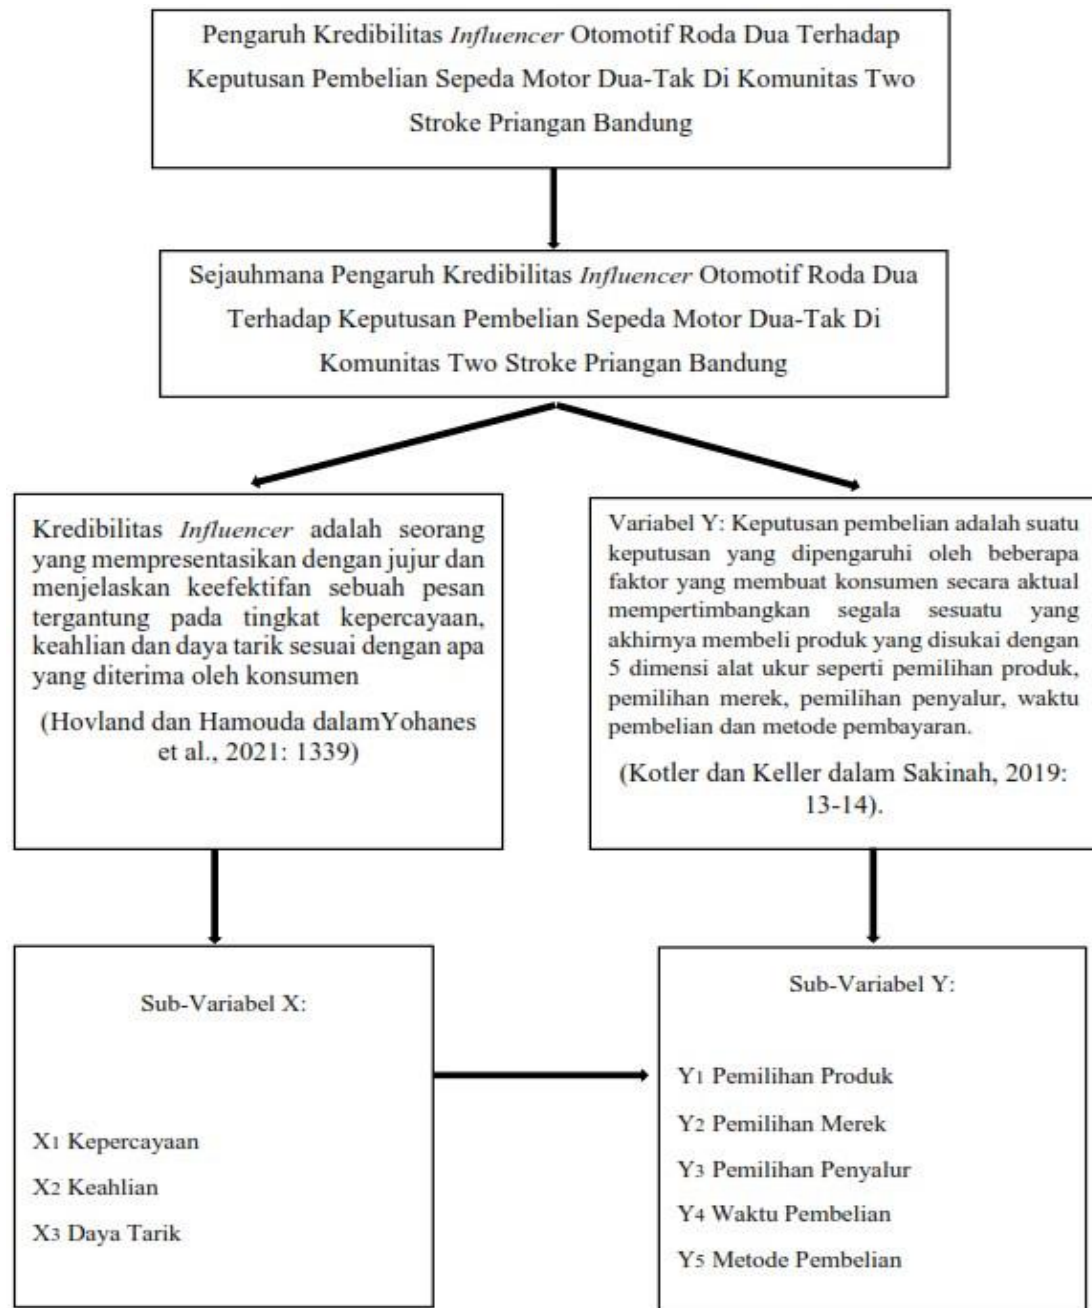 Pengaruh Kredibilitas Influencer Otomotif Roda Dua Terhadap
Keputusan Pembelian Sepeda Motor Dua-Tak Di Komunitas Two
Stroke Priangan Bandung
Sejauhmana Pengaruh Kredibilitas Influencer Otomotif Roda Dua
Terhadap Keputusan Pembelian Sepeda Motor Dua-Tak Di
Komunitas Two Stroke Priangan Bandung
Kredibilitas Influencer adalah seorang
yang mempresentasikan dengan jujur dan
menjelaskan keefektifan sebuah pesan
tergantung pada tingkat kepercayaan,
keahlian dan daya tarik sesuai dengan apa
yang diterima oleh konsumen
(Hovland dan Hamouda dalamYohanes
et al., 2021: 1339)
Variabel Y: Keputusan pembelian adalah suatu
keputusan yang dipengaruhi oleh beberapa
faktor yang membuat konsumen secara aktual
mempertimbangkan segala sesuatu yang
akhirnya membeli produk yang disukai dengan
5 dimensi alat ukur seperti pemilihan produk,
pemilihan merek, pemilihan penyalur, waktu
pembelian dan metode pembayaran.
(Kotler dan Keller dalam Sakinah, 2019:
13-14).
Sub-Variabel X:
X1 Kepercayaan
X2 Keahlian
X3 Daya Tarik
Sub-Variabel Y:
Y1 Pemilihan Produk
Y2 Pemilihan Merek
Y3 Pemilihan Penyalur
Y4 Waktu Pembelian
Y5 Metode Pembelian